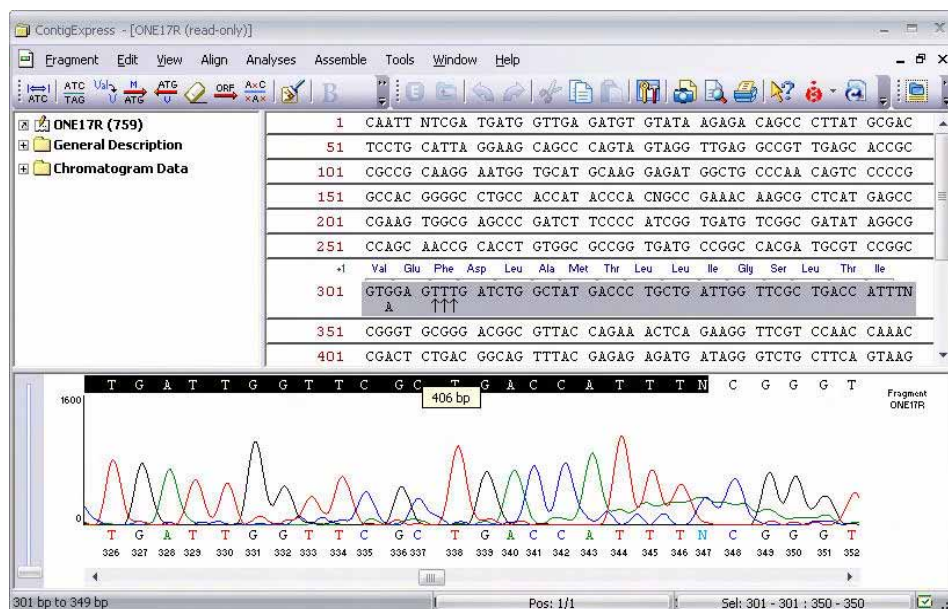 ContigExpress - [ONE17R (read-only)]
Fragment Edit View Align Analyses Assemble Tools Window Help
ONE17R (759)
General Description
Chromatogram Data
1 CAATT NTCGA TGATG GTTGA GATGT GTATA AGAGA CAGCC CTTAT GCGAC
51 TCCTG CATTA GGAAG CAGCC CAGTA GTAGG TTGAG GCCGT TGAGC ACCGC
101 CGCCG CAAGG AATGG TGCAT GCAAG GAGAT GGCTG CCCAA CAGTC CCCCG
151 GCCAC GGGGC CTGCC ACCAT ACCCA CNGCC GAAAC AAGCG CTCAT GAGCC
201 CGAAG TGGCG AGCCC GATCT TCCCC ATCGG TGATG TCGGC GATAT AGGCG
251 CCAGC AACCG CACCT GTGGC GCCGG TGATG CCGGC CACGA TGCGT CCGGC
+1 Val Glu Phe Asp Leu Ala Met Thr Leu Leu Ile Gly Ser Leu Thr Ile
301 GTGGA GTTTG ATCTG GCTAT GACCC TGCTG ATTGG TTCGC TGACC ATTTN
A ↑↑↑
351 CGGGT GCGGG ACGGC GTTAC CAGAA ACTCA GAAGG TTCGT CCAAC CAAAC
401 CGACT CTGAC GGCAG TTTAC GAGAG AGATG ATAGG GTCTG CTTCA GTAAG
T G A T T G G T T C G C T G A C C A T T T N C G G G T
406 bp
Fragment
ONE17R
1600
0
T G A T T G G T T C G C T G A C C A T T T N C G G G T
326 327 328 329 330 331 332 333 334 335 336 337 338 339 340 341 342 343 344 345 346 347 348 349 350 351 352
301 bp to 349 bp Pos: 1/1 Sel: 301 - 301 : 350 - 350